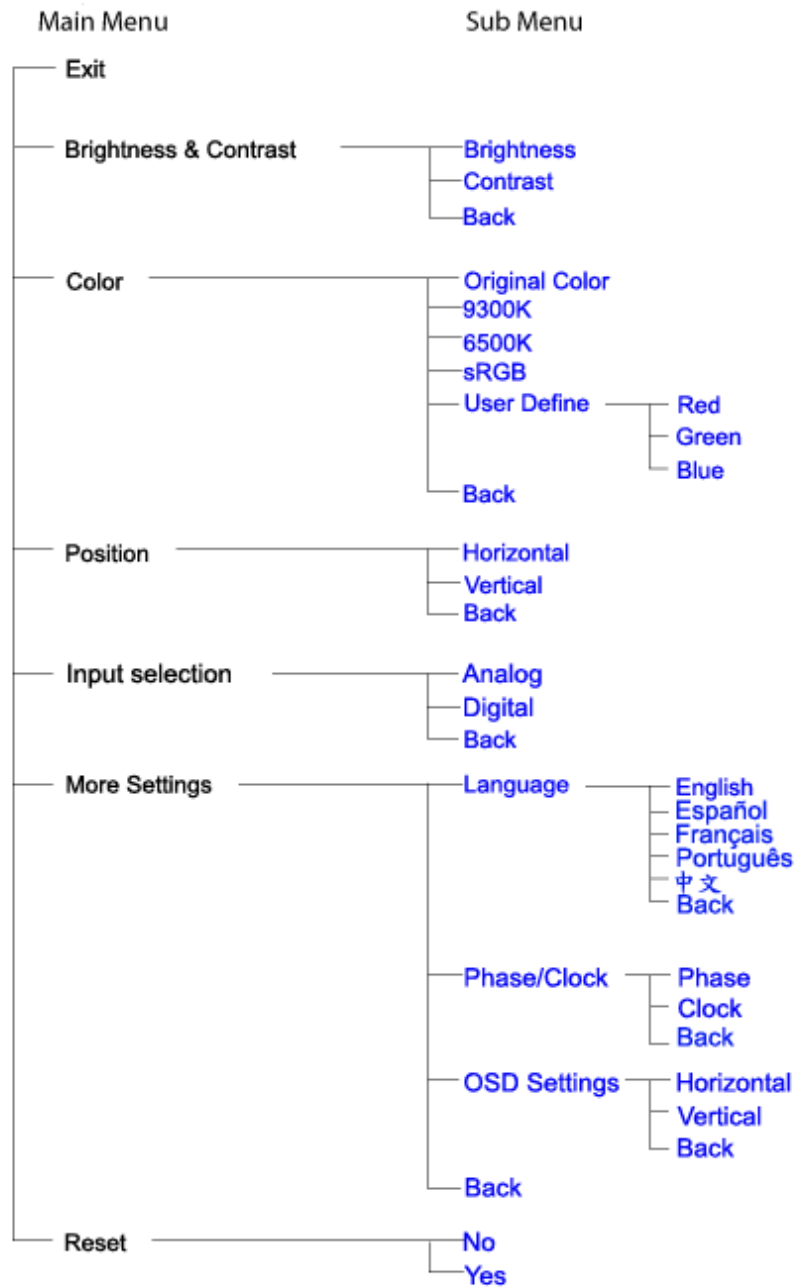 Main Menu Sub Menu
Exit
Brightness & Contrast Brightness
Contrast
Back
Color Original Color
9300K
6500K
sRGB
User Define Red
Green
Blue
Back
Position Horizontal
Vertical
Back
Input selection Analog
Digital
Back
More Settings Language English
Español
Français
Português
中文
Back
Phase/Clock Phase
Clock
Back
OSD Settings Horizontal
Vertical
Back
Back
Reset No
Yes